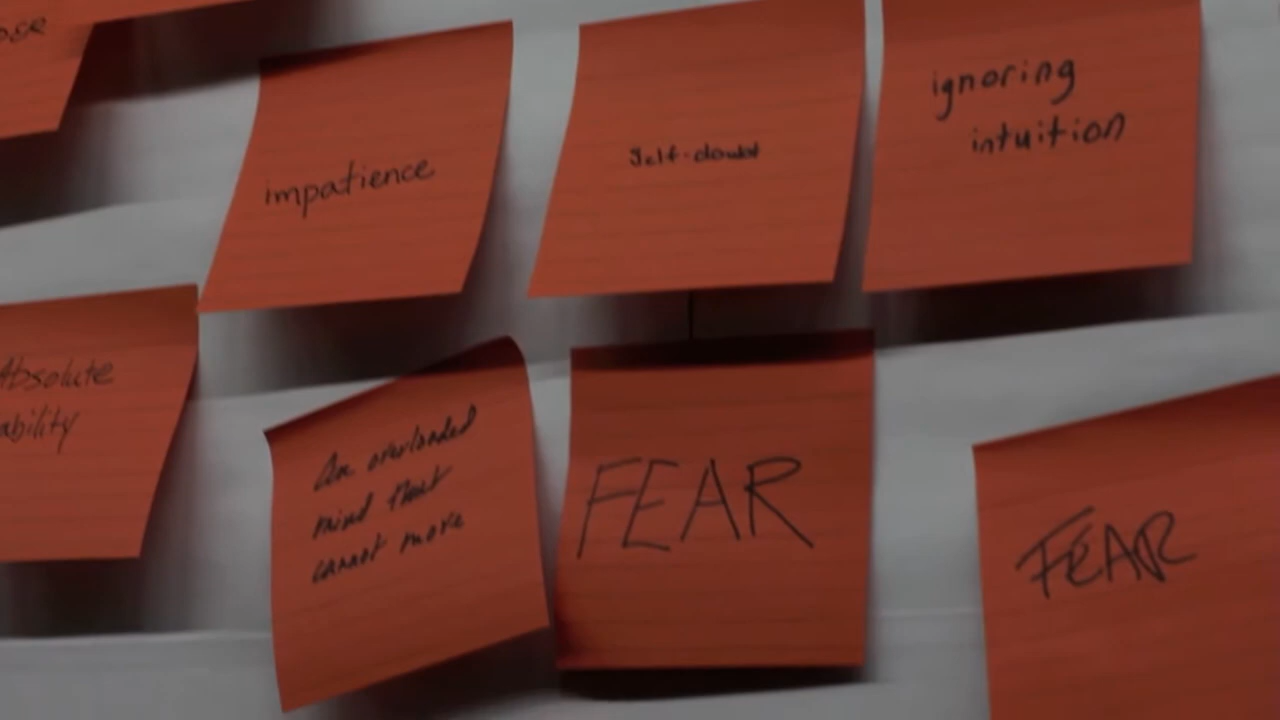 impatience
self-doubt
ignoring
intuition
Absolute
ability
An overloaded
mind that
cannot move
FEAR
FEAR